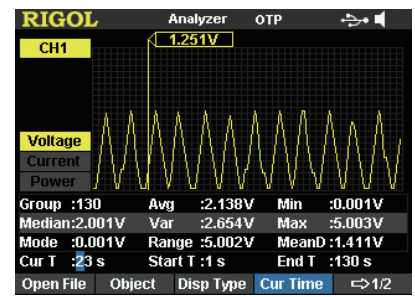 RIGOL Analyzer OTP
CH1
1.251V
Voltage
Current
Power
Group :130 Avg :2.138V Min :0.001V
Median:2.001V Var :2.654V Max :5.003V
Mode :0.001V Range :5.002V MeanD:1.411V
Cur T :23 s Start T :1 s End T :130 s
Open File Object Disp Type Cur Time ⇨1/2